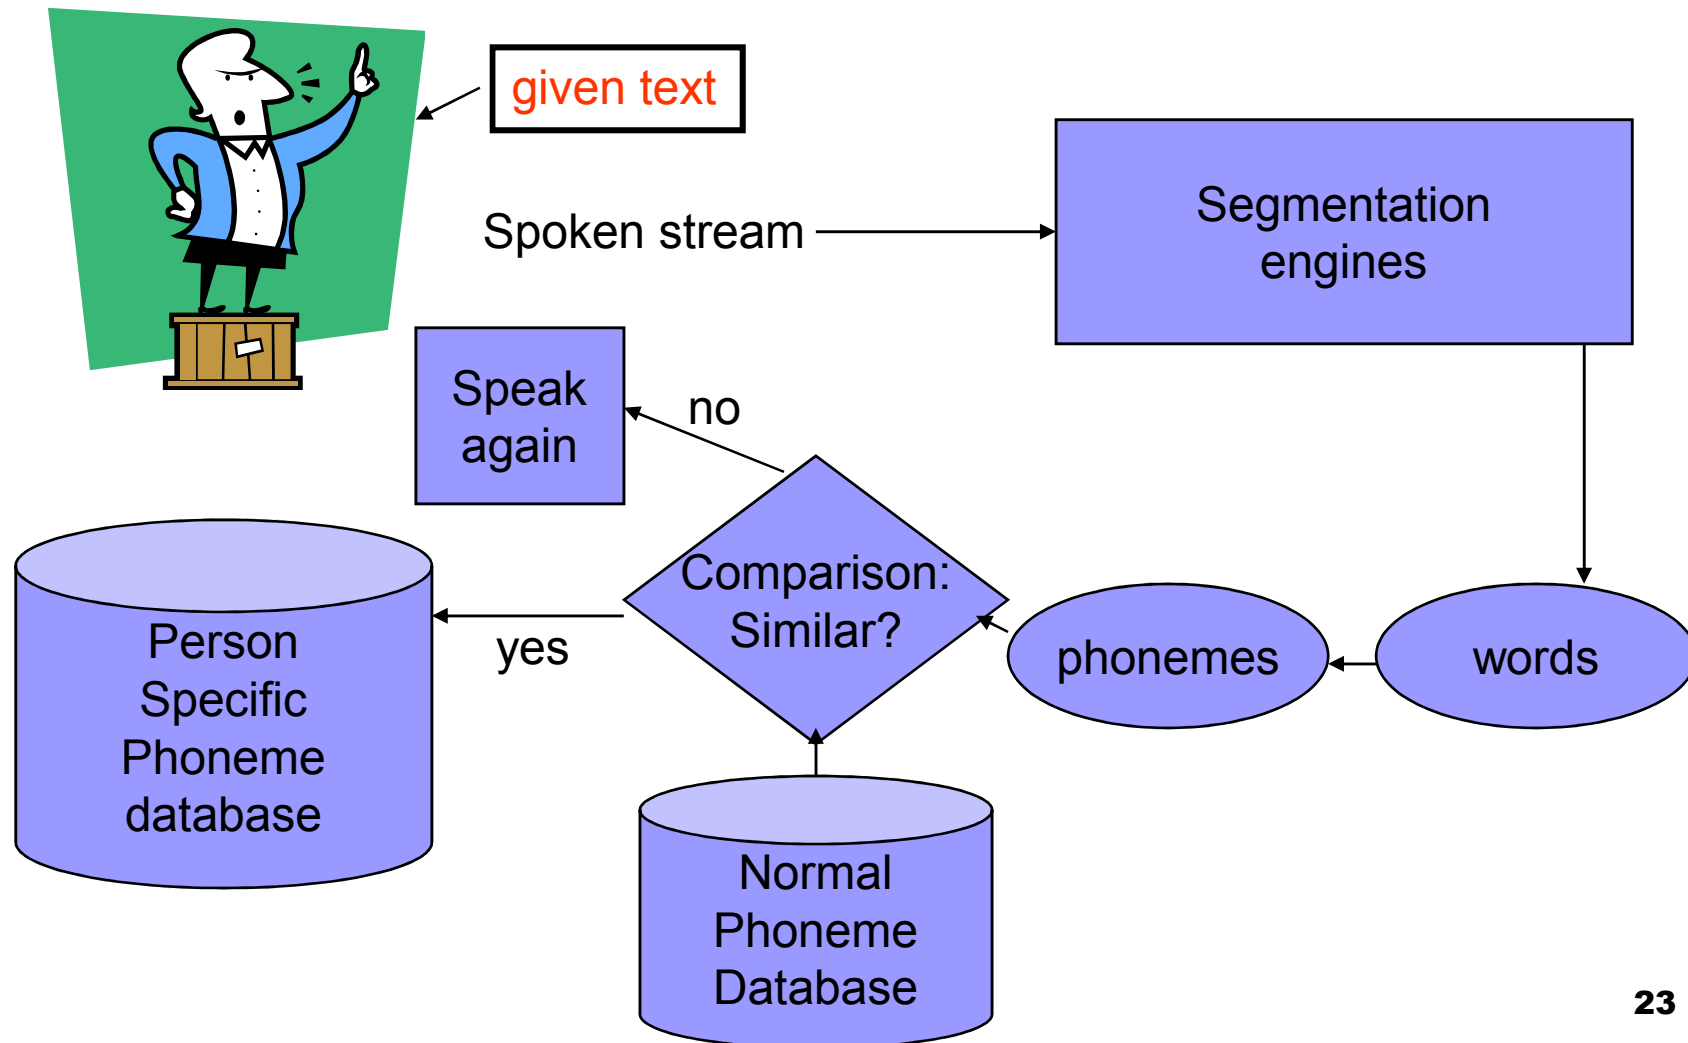 given text
Spoken stream
Segmentation
engines
Speak
again
no
Comparison:
Similar?
yes
phonemes
words
Person
Specific
Phoneme
database
Normal
Phoneme
Database
23